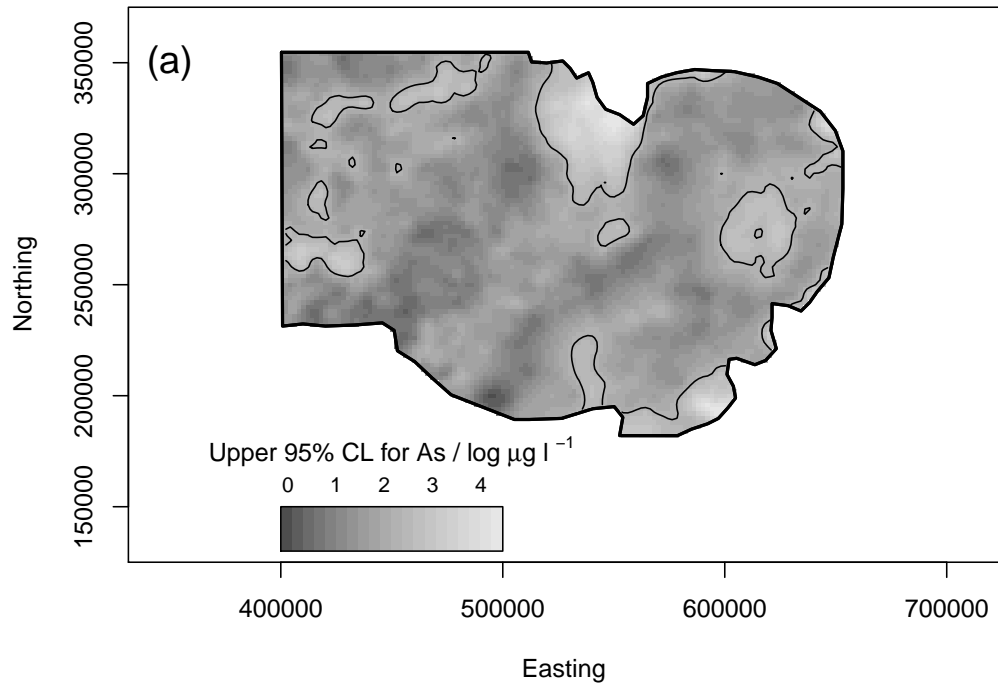 (a)
Northing
350000
300000
250000
200000
150000
Upper 95% CL for As / log µg l⁻¹
0 1 2 3 4
400000 500000 600000 700000
Easting